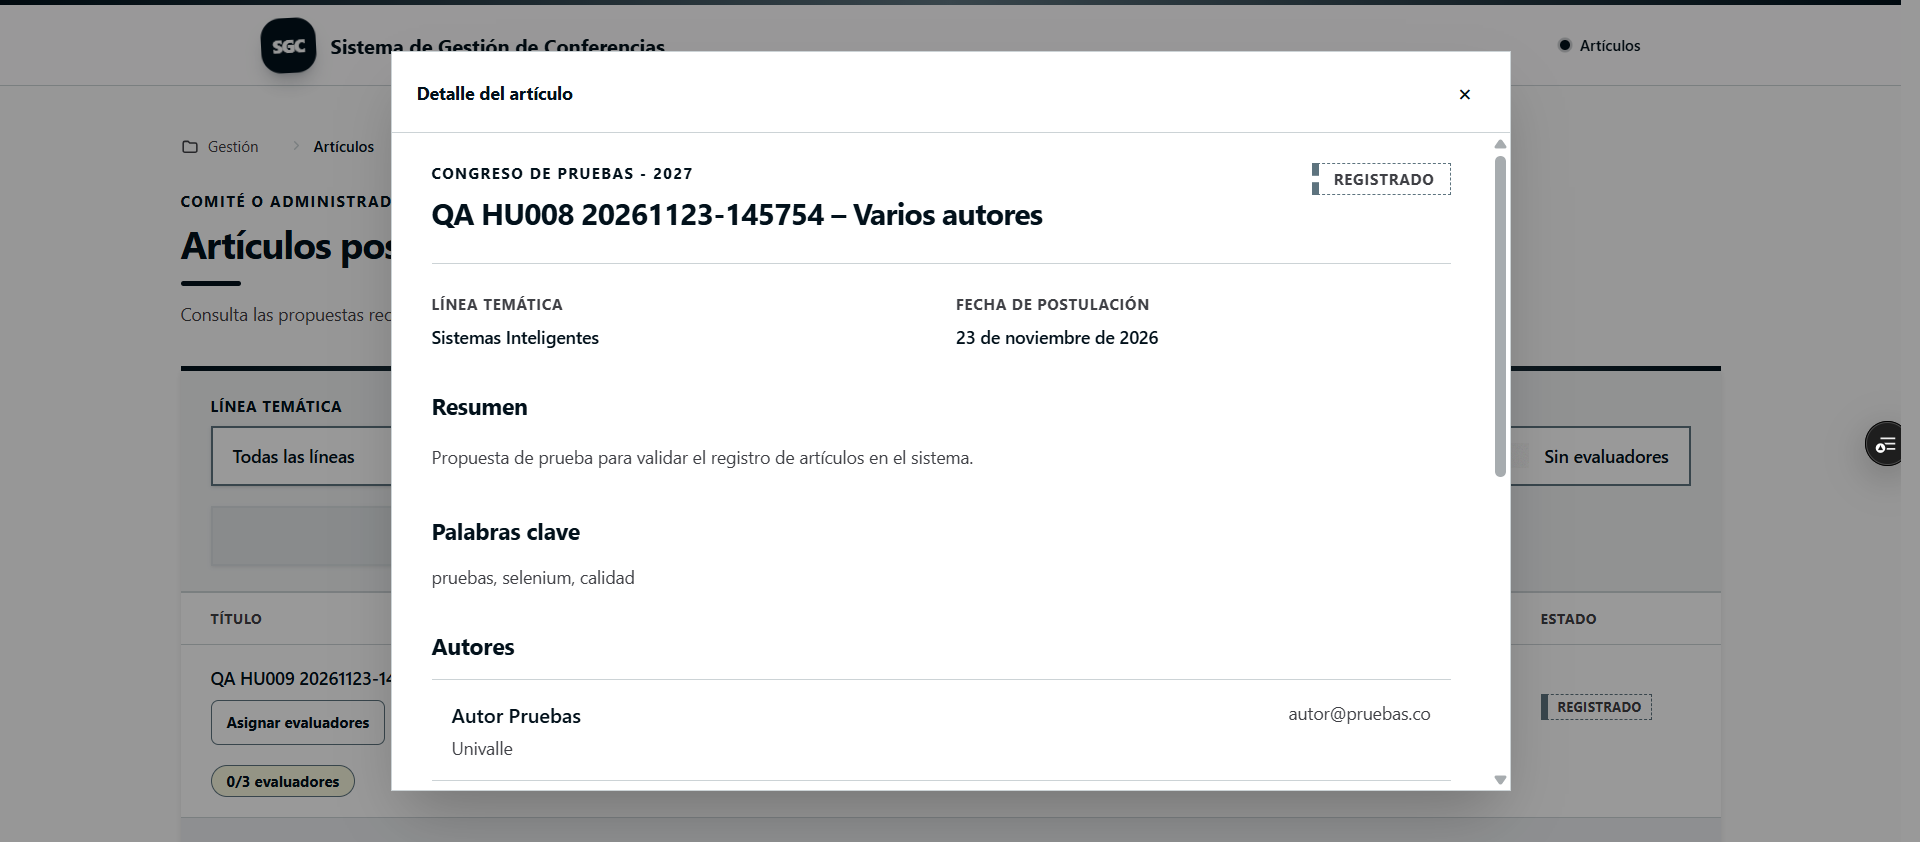 SGC Sistema de Gestión de Conferencias
Artículos
Detalle del artículo
×
Gestión > Artículos
COMITÉ O ADMINISTRAD
Artículos pos
Consulta las propuestas rec
CONGRESO DE PRUEBAS - 2027
REGISTRADO
QA HU008 20261123-145754 – Varios autores
LÍNEA TEMÁTICA
Sistemas Inteligentes
FECHA DE POSTULACIÓN
23 de noviembre de 2026
Resumen
Propuesta de prueba para validar el registro de artículos en el sistema.
Palabras clave
pruebas, selenium, calidad
Autores
Autor Pruebas
autor@pruebas.co
Univalle
LÍNEA TEMÁTICA
Todas las líneas
Sin evaluadores
TÍTULO
ESTADO
QA HU009 20261123-14
Asignar evaluadores
0/3 evaluadores
REGISTRADO